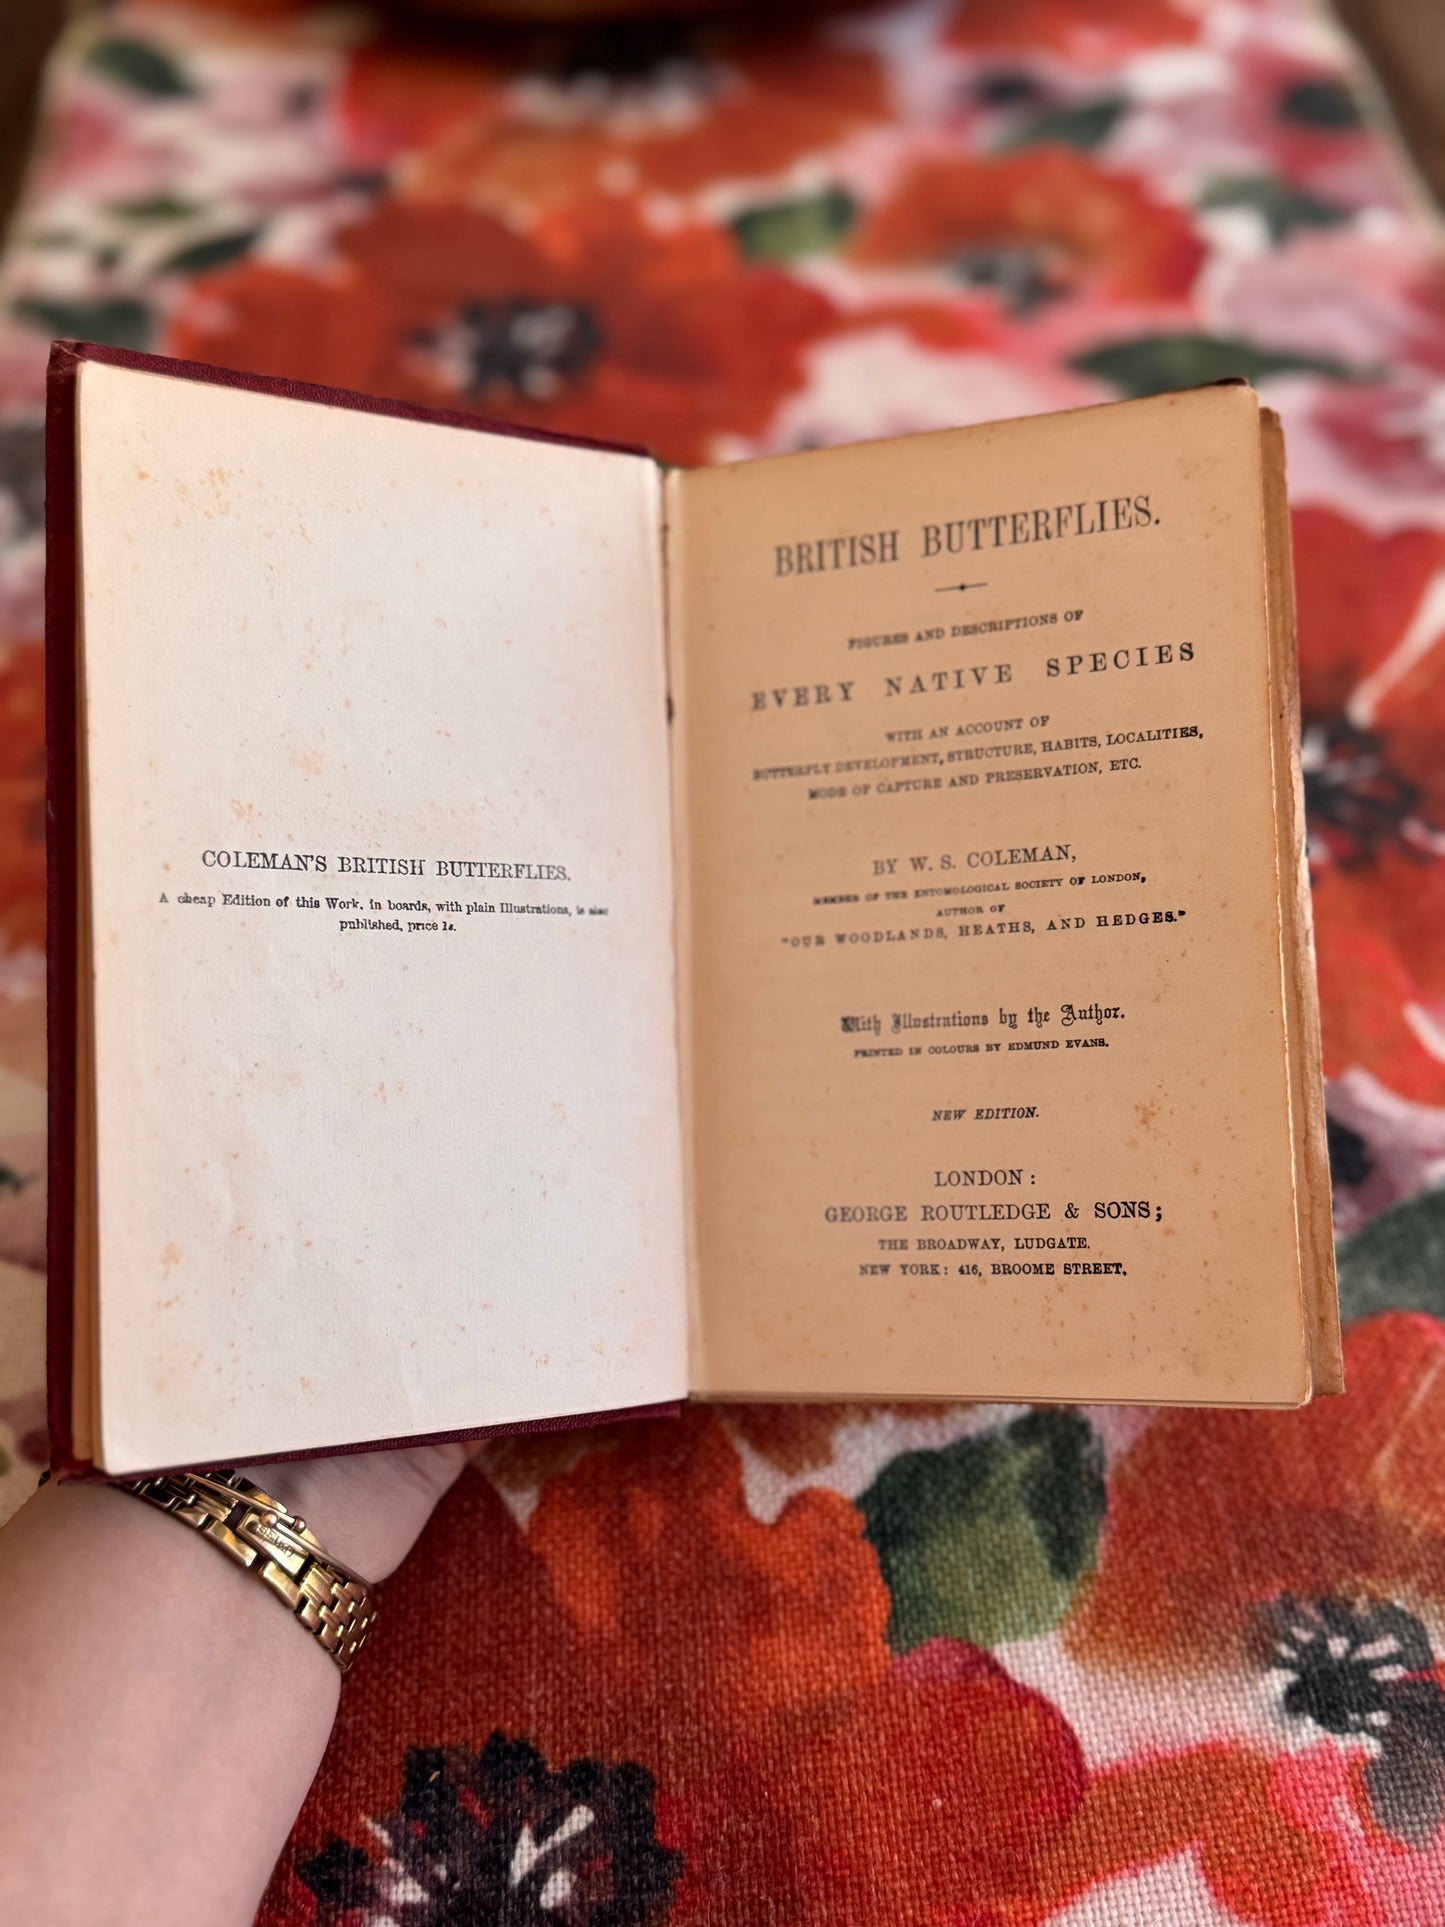 COLEMAN'S BRITISH BUTTERFLIES.
A cheap Edition of this Work, in boards, with plain Illustrations, is also
published, price 1s.
BRITISH BUTTERFLIES.
FIGURES AND DESCRIPTIONS OF
EVERY NATIVE SPECIES
WITH AN ACCOUNT OF
BUTTERFLY DEVELOPMENT, STRUCTURE, HABITS, LOCALITIES,
MODE OF CAPTURE AND PRESERVATION, ETC.
BY W. S. COLEMAN,
MEMBER OF THE ENTOMOLOGICAL SOCIETY OF LONDON,
AUTHOR OF
"OUR WOODLANDS, HEATHS, AND HEDGES."
With Illustrations by the Author.
PRINTED IN COLOURS BY EDMUND EVANS.
NEW EDITION.
LONDON:
GEORGE ROUTLEDGE & SONS;
THE BROADWAY, LUDGATE.
NEW YORK: 416, BROOME STREET.
SEIKO